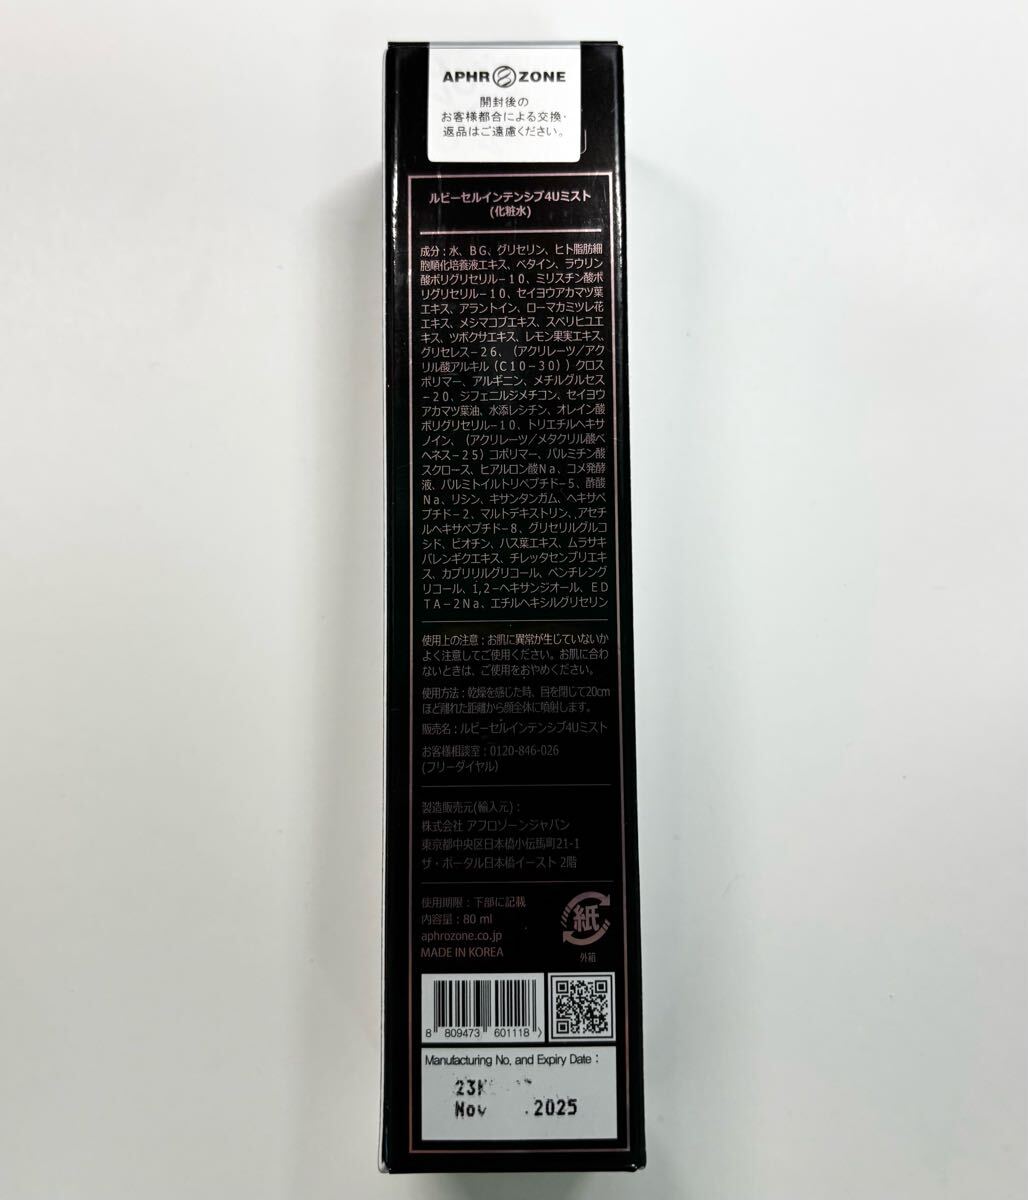 APHROZONE
開封後の
お客様都合による交換・
返品はご遠慮ください。
ルビーセルインテンシブ4Uミスト
(化粧水)
成分：水、BG、グリセリン、ヒト脂肪細
胞順化培養液エキス、ベタイン、ラウリン
酸ポリグリセリル－10、ミリスチン酸ポ
リグリセリル－10、セイヨウアカマツ葉
エキス、アラントイン、ローマカミツレ花
エキス、メシマコブエキス、スベリヒユエ
キス、ツボクサエキス、レモン果実エキス、
グリセレス－26、（アクリレーツ／アク
リル酸アルキル（C10－30））クロス
ポリマー、アルギニン、メチルグルセス
－20、ジフェニルジメチコン、セイヨウ
アカマツ葉油、水添レシチン、オレイン酸
ポリグリセリル－10、トリエチルヘキサ
ノイン、（アクリレーツ／メタクリル酸ベ
ヘネス－25）コポリマー、パルミチン酸
スクロース、ヒアルロン酸Na、コメ発酵
液、パルミトイルトリペプチド－5、酢酸
Na、リシン、キサンタンガム、ヘキサペ
プチド－2、マルトデキストリン、アセチ
ルヘキサペプチド－8、グリセリルグルコ
シド、ビオチン、ハス葉エキス、ムラサキ
バレンギクエキス、チレッタセンブリエキ
ス、カプリリルグリコール、ペンチレング
リコール、1,2－ヘキサンジオール、ED
TA－2Na、エチルヘキシルグリセリン
使用上の注意：お肌に異常が生じていないか
よく注意してご使用ください。お肌に合わ
ないときは、ご使用をおやめください。
使用方法：乾燥を感じた時、目を閉じて20cm
ほど離れた距離から顔全体に噴射します。
販売名：ルビーセルインテンシブ4Uミスト
お客様相談室：0120-846-026
(フリーダイヤル)
製造販売元(輸入元)：
株式会社 アフロゾーンジャパン
東京都中央区日本橋小伝馬町21-1
ザ・ポータル日本橋イースト 2階
使用期限：下部に記載
内容量：80 ml
aphrozone.co.jp
MADE IN KOREA
紙
外箱
8 809473 601118 >
Manufacturing No. and Expiry Date :
Nov .2025